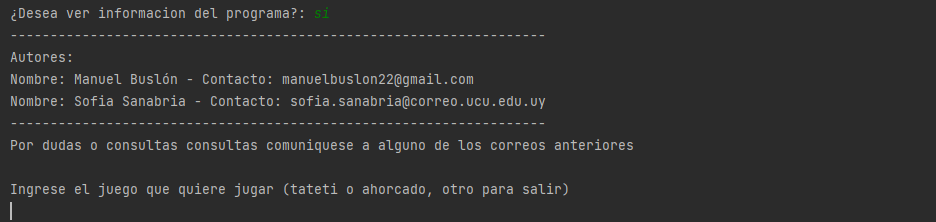 ¿Desea ver informacion del programa?: si
-------------------------------------------------------------------
Autores:
Nombre: Manuel Buslón - Contacto: manuelbuslon22@gmail.com
Nombre: Sofia Sanabria - Contacto: sofia.sanabria@correo.ucu.edu.uy
-------------------------------------------------------------------
Por dudas o consultas consultas comuniquese a alguno de los correos anteriores
Ingrese el juego que quiere jugar (tateti o ahorcado, otro para salir)